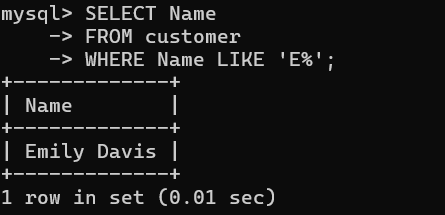 mysql> SELECT Name
    -> FROM customer
    -> WHERE Name LIKE 'E%';
+-------------+
| Name        |
+-------------+
| Emily Davis |
+-------------+
1 row in set (0.01 sec)